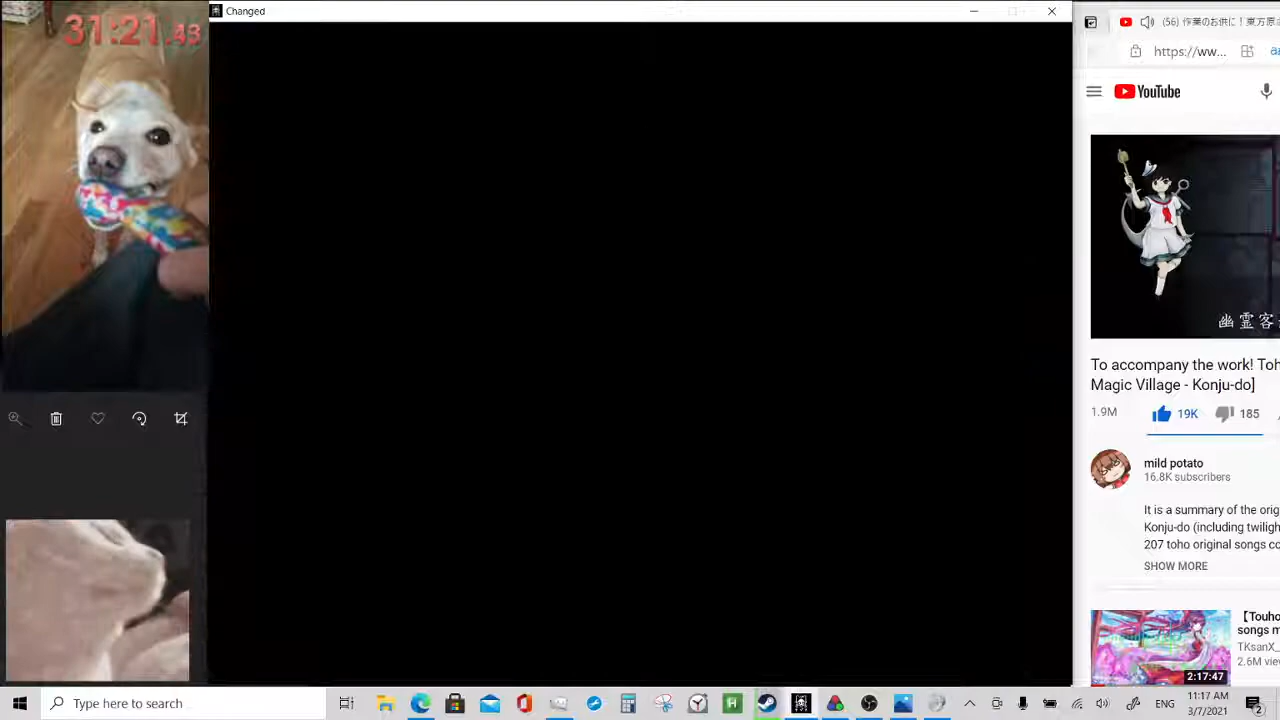 31:21.43
Changed
(56) 作業のお供に！東方原
https://ww...
YouTube
幽霊客
To accompany the work! Toh
Magic Village - Konju-do]
1.9M
19K
185
mild potato
16.8K subscribers
It is a summary of the orig
Konju-do (including twiligh
207 toho original songs co
SHOW MORE
【Touho
songs m
TKsanX_
2.6M view
2:17:47
Type here to search
ENG
11:17 AM
3/7/2021
2